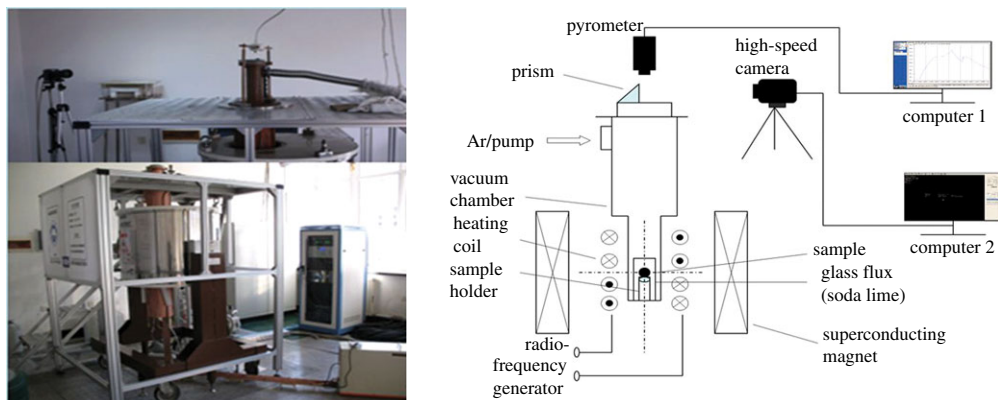 pyrometer
prism
high-speed
camera
computer 1
Ar/pump
vacuum
chamber
heating
coil
sample
holder
computer 2
sample
glass flux
(soda lime)
superconducting
magnet
radio-
frequency
generator